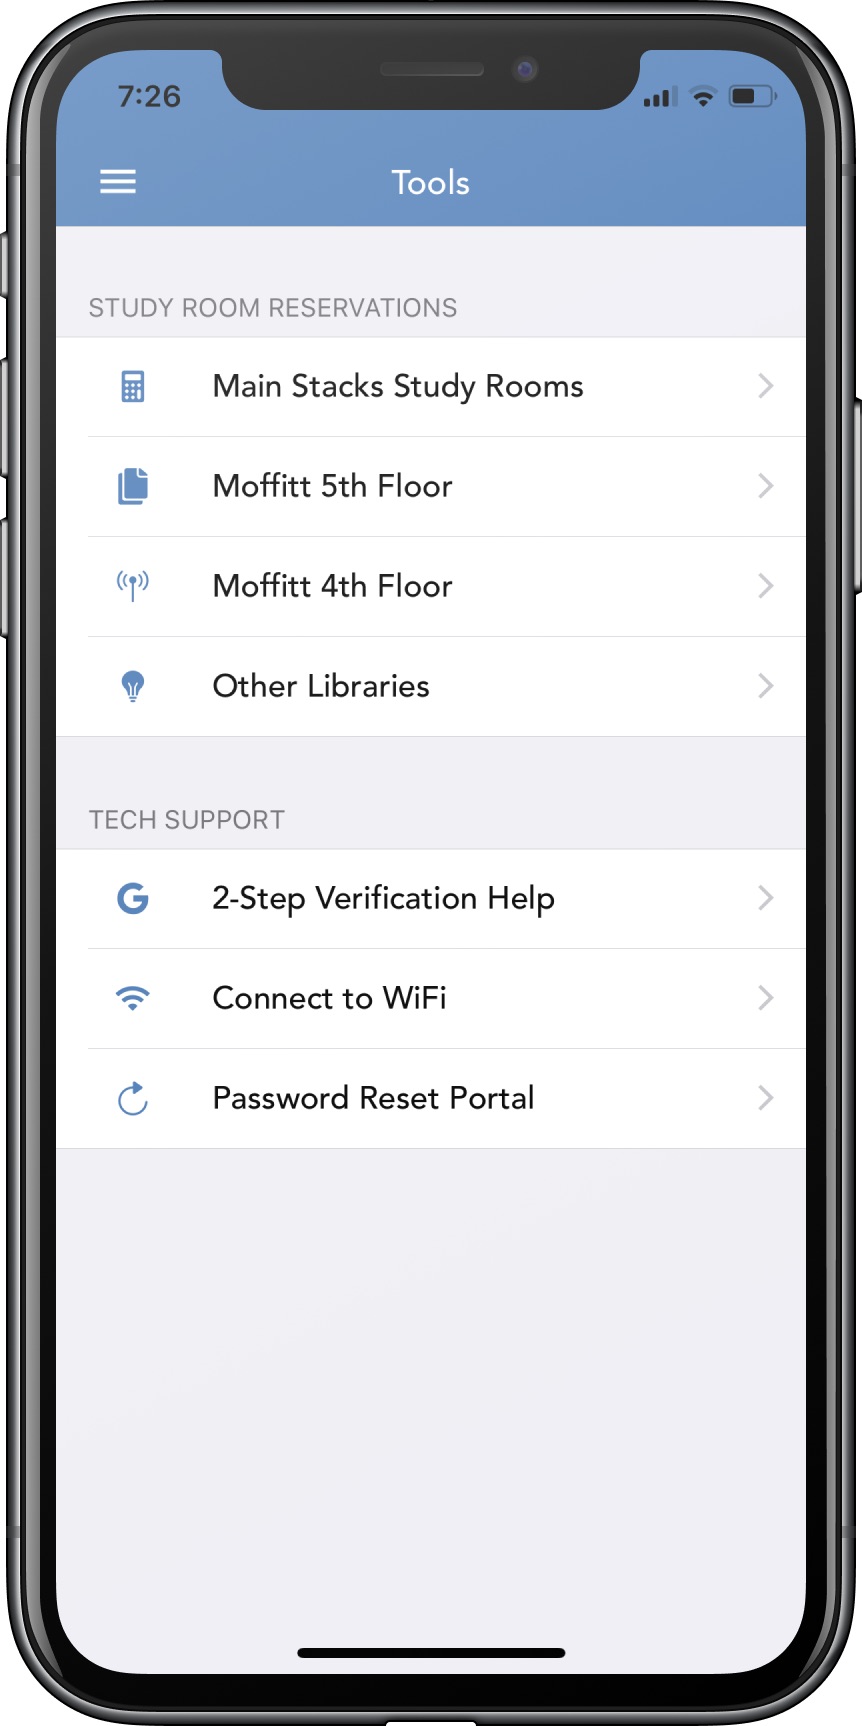 7:26
Tools
STUDY ROOM RESERVATIONS
Main Stacks Study Rooms
Moffitt 5th Floor
Moffitt 4th Floor
Other Libraries
TECH SUPPORT
2-Step Verification Help
Connect to WiFi
Password Reset Portal